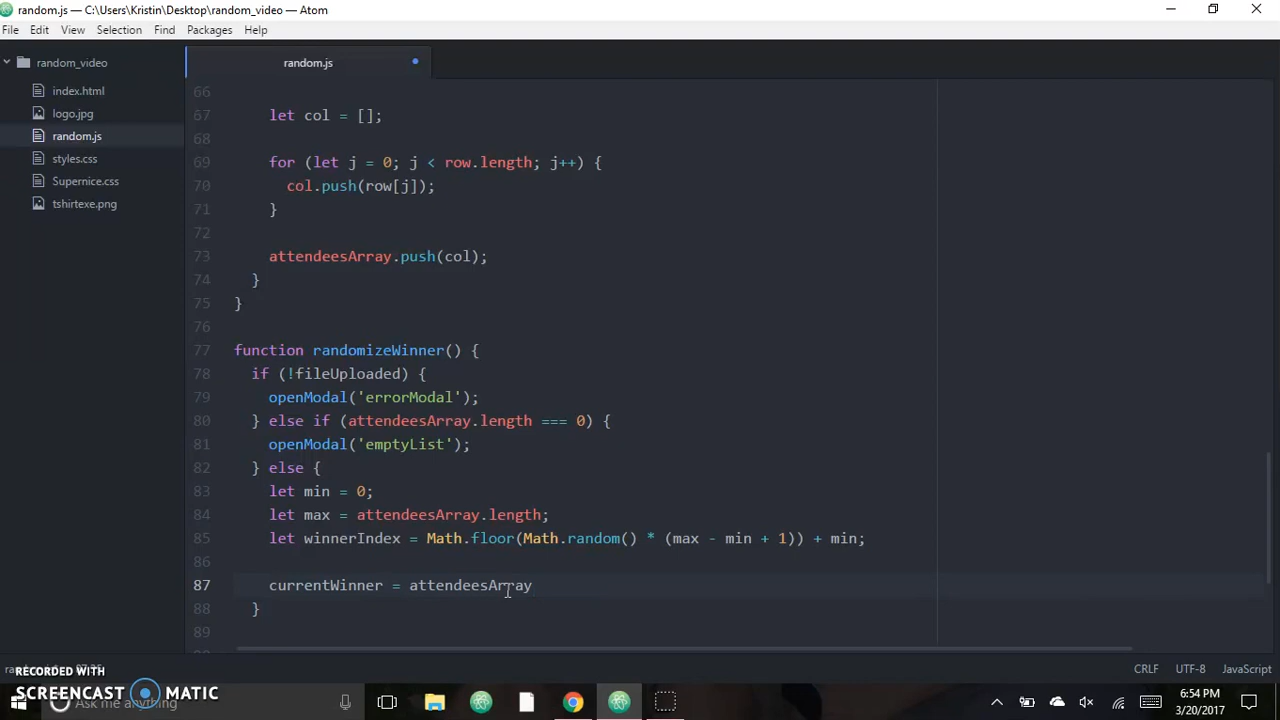 random.js — C:\Users\Kristin\Desktop\random_video — Atom
File Edit View Selection Find Packages Help
random_video
index.html
logo.jpg
random.js
styles.css
Supernice.css
tshirtexe.png
random.js
66
67 let col = [];
68
69 for (let j = 0; j < row.length; j++) {
70 col.push(row[j]);
71 }
72
73 attendeesArray.push(col);
74 }
75 }
76
77 function randomizeWinner() {
78 if (!fileUploaded) {
79 openModal('errorModal');
80 } else if (attendeesArray.length === 0) {
81 openModal('emptyList');
82 } else {
83 let min = 0;
84 let max = attendeesArray.length;
85 let winnerIndex = Math.floor(Math.random() * (max - min + 1)) + min;
86
87 currentWinner = attendeesArray
88 }
89
CRLF UTF-8 JavaScript
RECORDED WITH
SCREENCAST MATIC
Ask me anything
6:54 PM
3/20/2017